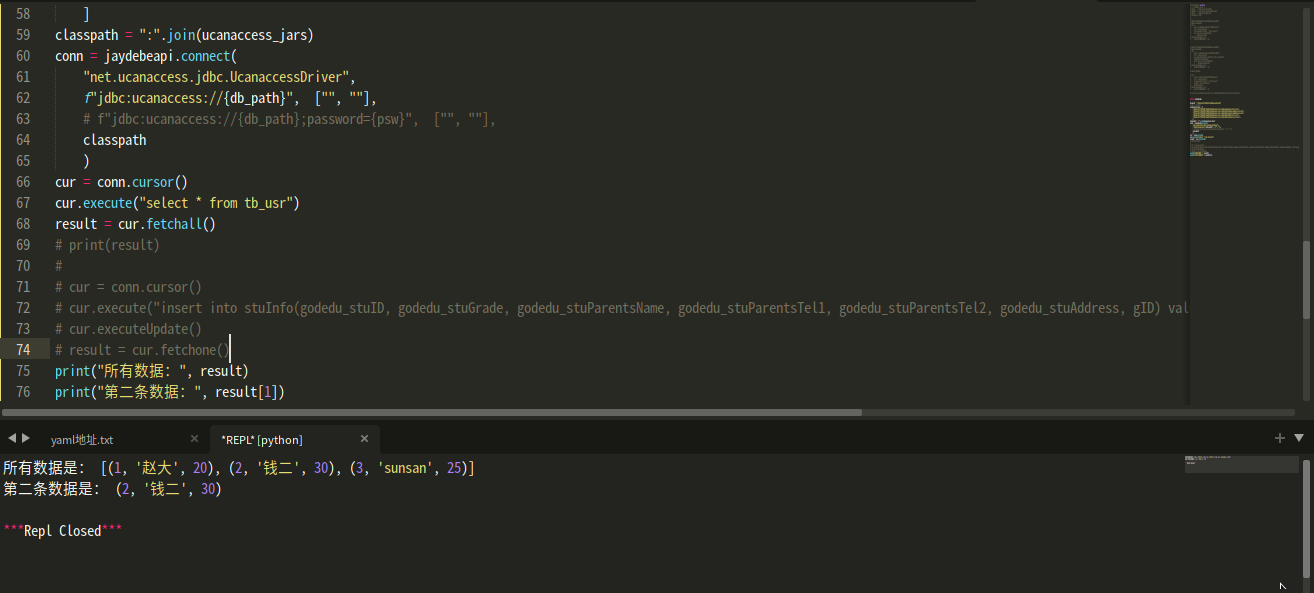 58 ]
59 classpath = ":".join(ucanaccess_jars)
60 conn = jaydebeapi.connect(
61 "net.ucanaccess.jdbc.UcanaccessDriver",
62 f"jdbc:ucanaccess://{db_path}", ["", ""],
63 # f"jdbc:ucanaccess://{db_path};password={psw}", ["", ""],
64 classpath
65 )
66 cur = conn.cursor()
67 cur.execute("select * from tb_usr")
68 result = cur.fetchall()
69 # print(result)
70 #
71 # cur = conn.cursor()
72 # cur.execute("insert into stuInfo(godedu_stuID, godedu_stuGrade, godedu_stuParentsName, godedu_stuParentsTel1, godedu_stuParentsTel2, godedu_stuAddress, gID) val
73 # cur.executeUpdate()
74 # result = cur.fetchone()
75 print("所有数据: ", result)
76 print("第二条数据: ", result[1])
yaml地址.txt × *REPL* [python] ×
所有数据是: [(1, '赵大', 20), (2, '钱二', 30), (3, 'sunsan', 25)]
第二条数据是: (2, '钱二', 30)
***Repl Closed***